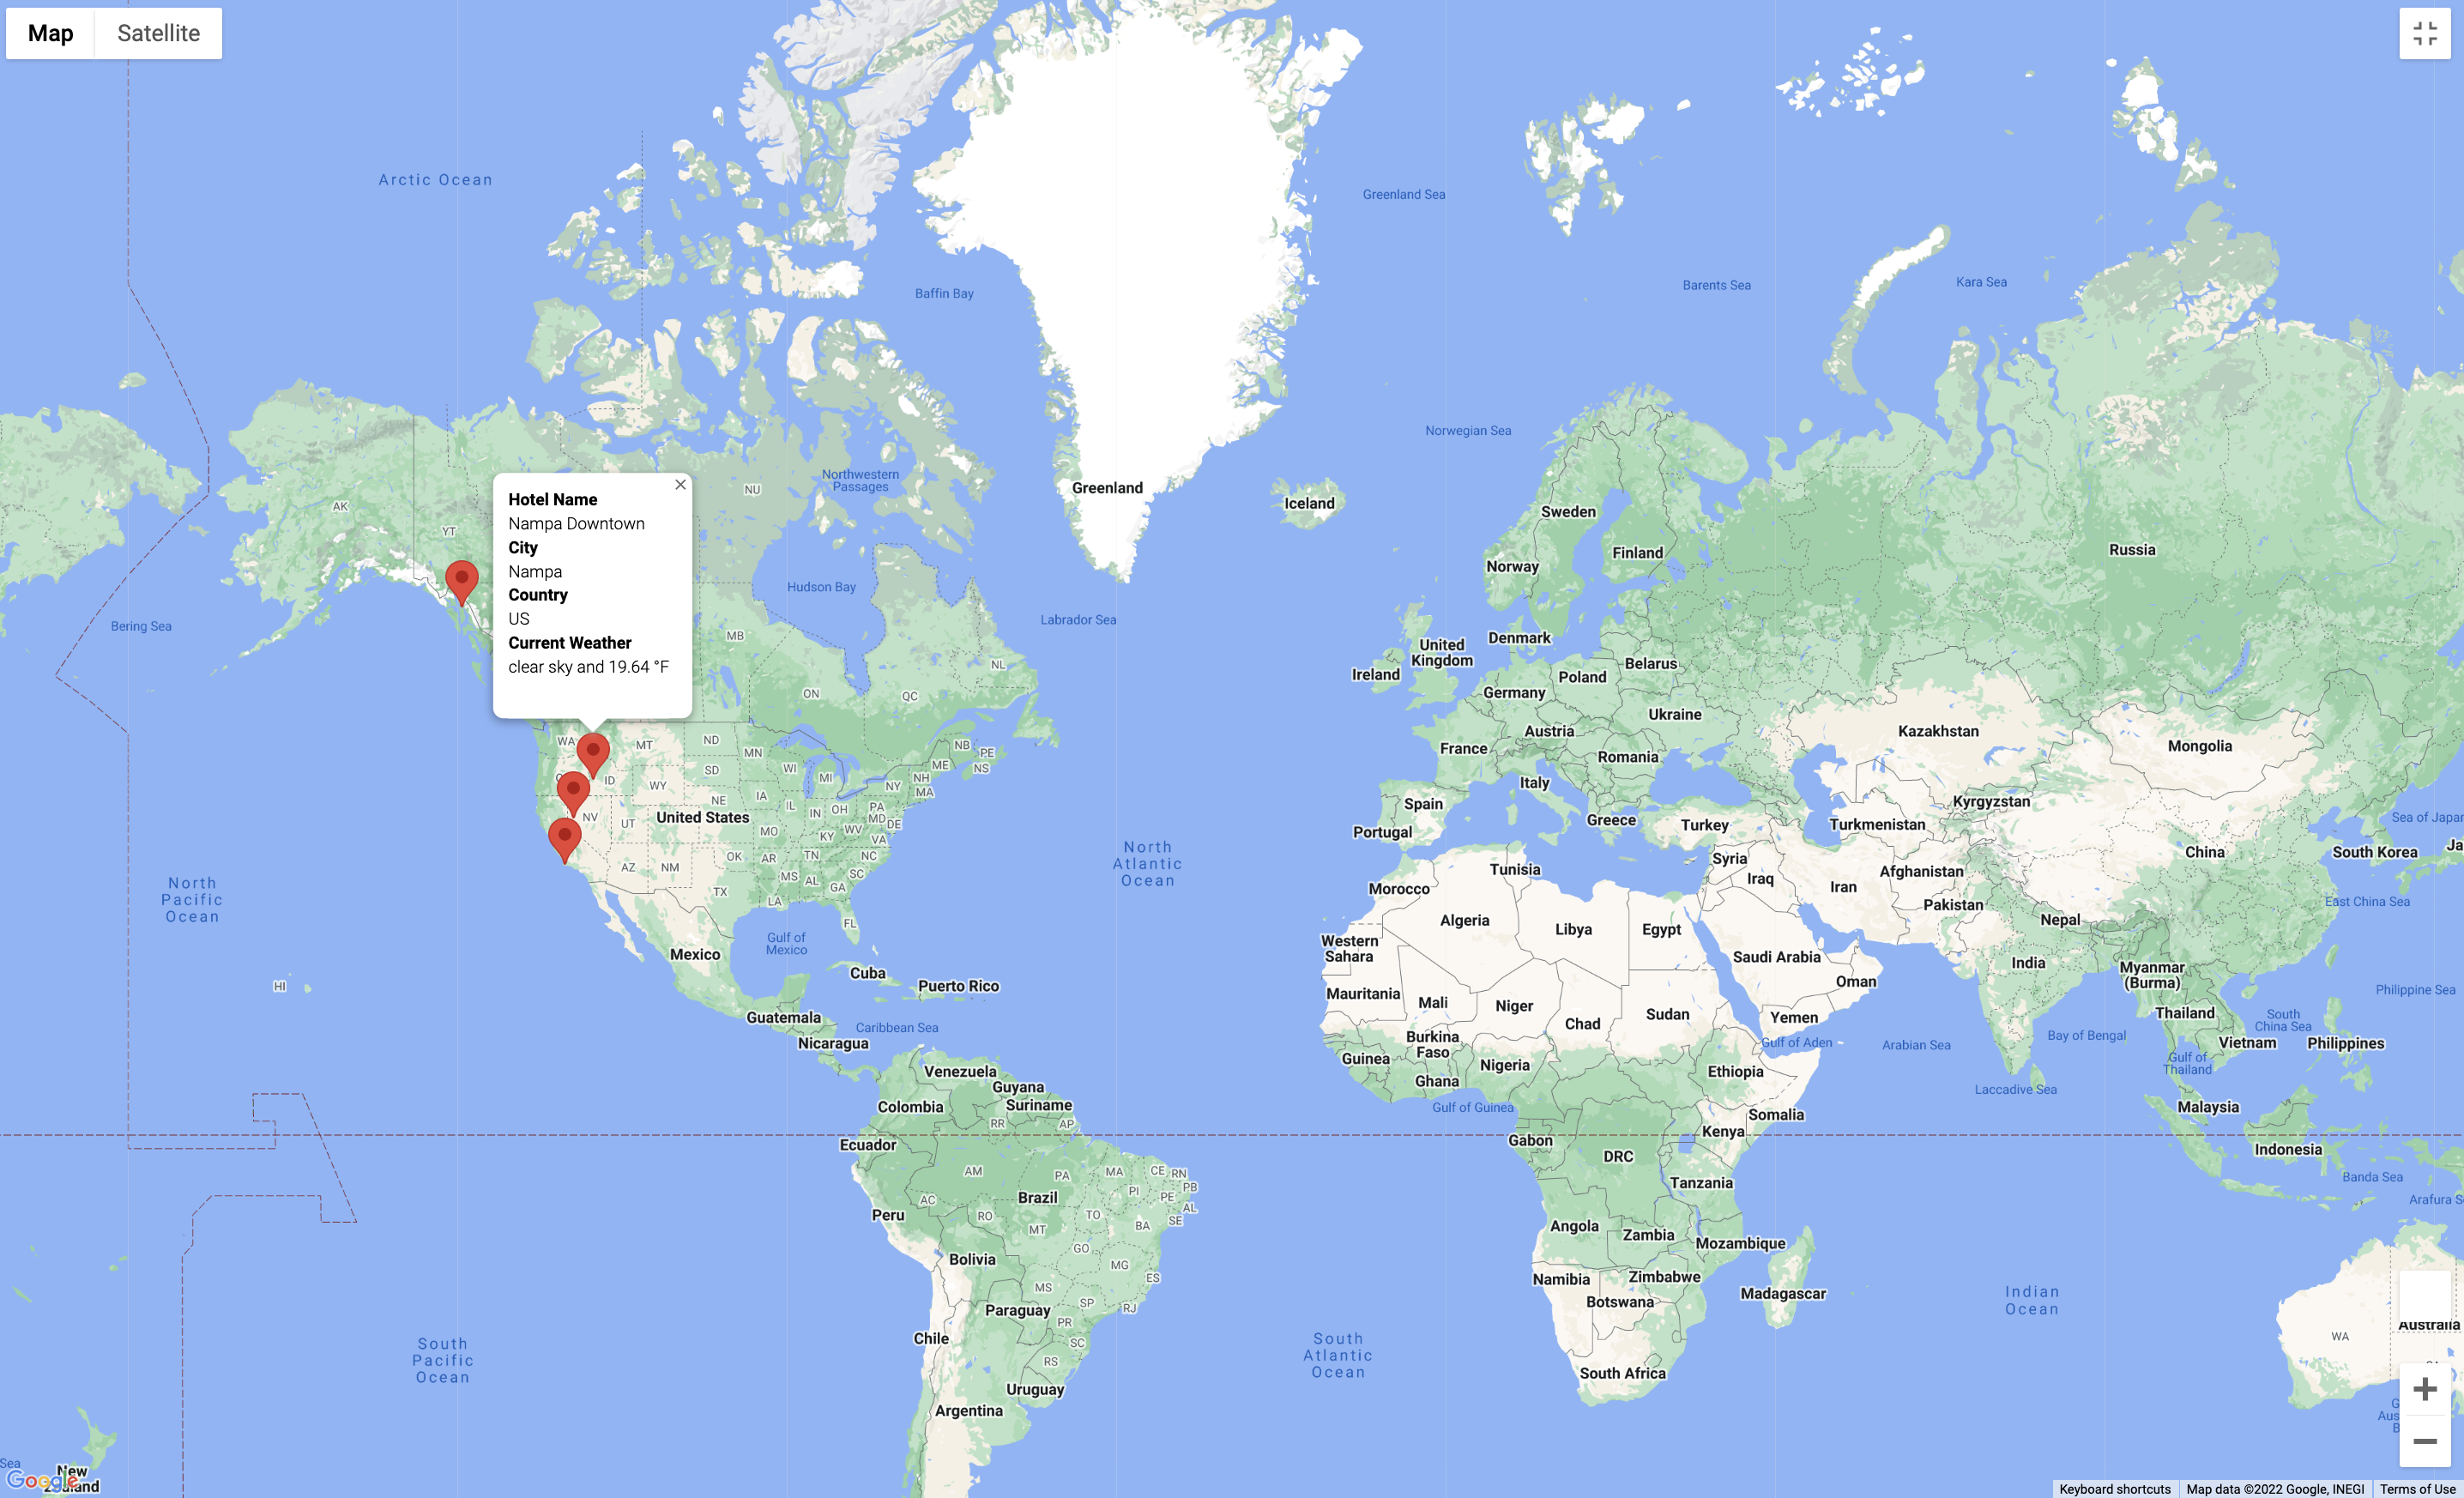 Map
Satellite
Arctic Ocean
Greenland Sea
Barents Sea
Kara Sea
Baffin Bay
Norwegian Sea
Northwestern
Passages
NU
AK
YT
Greenland
Iceland
Sweden
Finland
Norway
Russia
Hotel Name
Nampa Downtown
City
Nampa
Country
US
Current Weather
clear sky and 19.64 °F
Hudson Bay
Labrador Sea
Bering Sea
MB
NL
ON
QC
United
Kingdom
Ireland
Denmark
Belarus
Poland
Germany
Ukraine
Austria
France
Romania
Kazakhstan
Mongolia
Italy
Spain
Portugal
Greece
Turkey
Kyrgyzstan
Turkmenistan
Sea of Japan
South Korea
Ja
China
WA
MT
ND
MN
NB
PE
NS
ME
SD
WI
MI
NH
MA
NY
ID
WY
NE
IA
IL
IN
OH
PA
MD
DE
NV
UT
United States
MO
KY
WV
VA
AZ
NM
OK
AR
TN
NC
MS
AL
SC
GA
TX
LA
FL
North
Atlantic
Ocean
North
Pacific
Ocean
Gulf of
Mexico
Mexico
Cuba
Puerto Rico
HI
Guatemala
Caribbean Sea
Nicaragua
Syria
Iraq
Iran
Afghanistan
Pakistan
Nepal
East China Sea
Tunisia
Morocco
Algeria
Libya
Egypt
Western
Sahara
Saudi Arabia
Oman
India
Myanmar
(Burma)
Philippine Sea
Mauritania
Mali
Niger
Chad
Sudan
Yemen
Thailand
South
China Sea
Vietnam
Philippines
Burkina
Faso
Guinea
Ghana
Nigeria
Gulf of Aden
Arabian Sea
Bay of Bengal
Gulf of
Thailand
Laccadive Sea
Ethiopia
Somalia
Gulf of Guinea
Malaysia
Venezuela
Guyana
Colombia
Suriname
RR
AP
Ecuador
Gabon
Kenya
DRC
Indonesia
Banda Sea
Arafura S
Tanzania
AM
PA
MA
CE
RN
PB
PI
PE
AL
SE
AC
Brazil
Peru
RO
MT
TO
BA
Angola
Zambia
Mozambique
Bolivia
GO
MG
ES
MS
SP
RJ
Namibia
Zimbabwe
Botswana
Madagascar
Indian
Ocean
Paraguay
PR
SC
Chile
RS
South
Pacific
Ocean
South
Atlantic
Ocean
South Africa
WA
Australia
Uruguay
Argentina
G
Aus
B
Sea
New
Zealand
Google
Keyboard shortcuts
Map data ©2022 Google, INEGI
Terms of Use